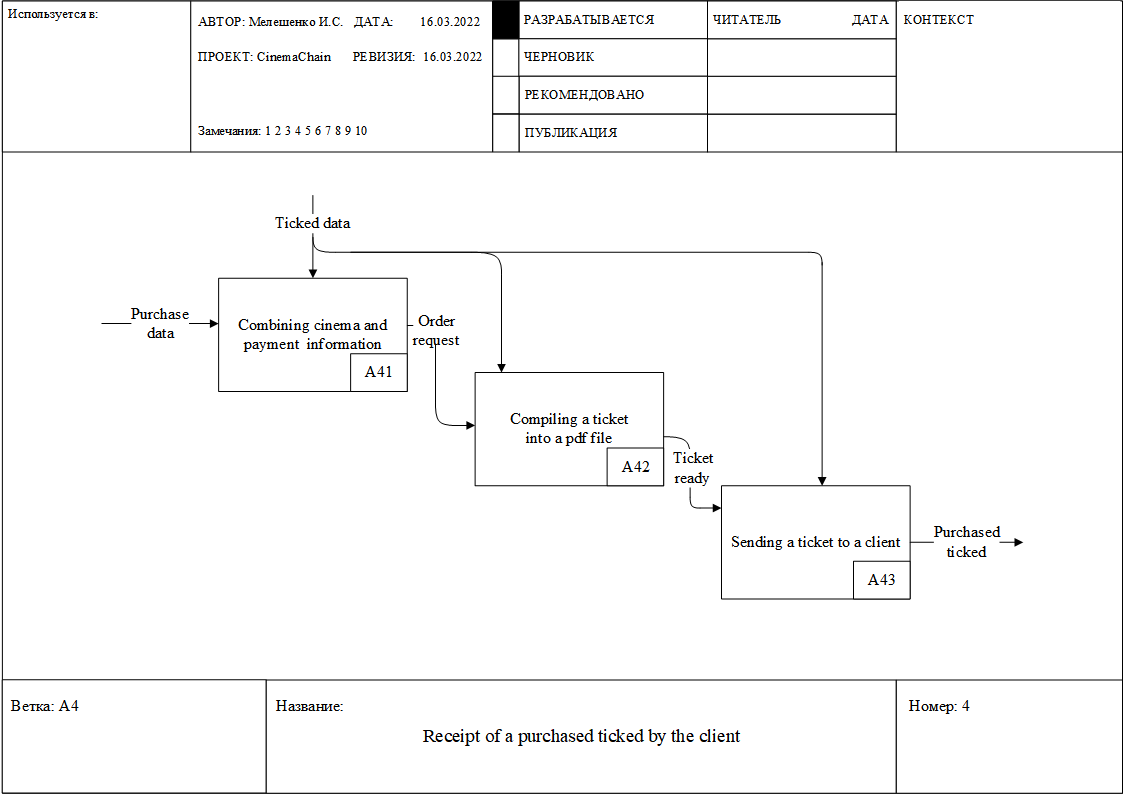 Используется в:
АВТОР: Мелешенко И.С. ДАТА: 16.03.2022
ПРОЕКТ: CinemaChain РЕВИЗИЯ: 16.03.2022
Замечания: 1 2 3 4 5 6 7 8 9 10
РАЗРАБАТЫВАЕТСЯ
ЧЕРНОВИК
РЕКОМЕНДОВАНО
ПУБЛИКАЦИЯ
ЧИТАТЕЛЬ ДАТА
КОНТЕКСТ
Ticked data
Purchase
data
Combining cinema and
payment information
A41
Order
request
Compiling a ticket
into a pdf file
A42
Ticket
ready
Sending a ticket to a client
A43
Purchased
ticked
Ветка: A4
Название:
Receipt of a purchased ticked by the client
Номер: 4